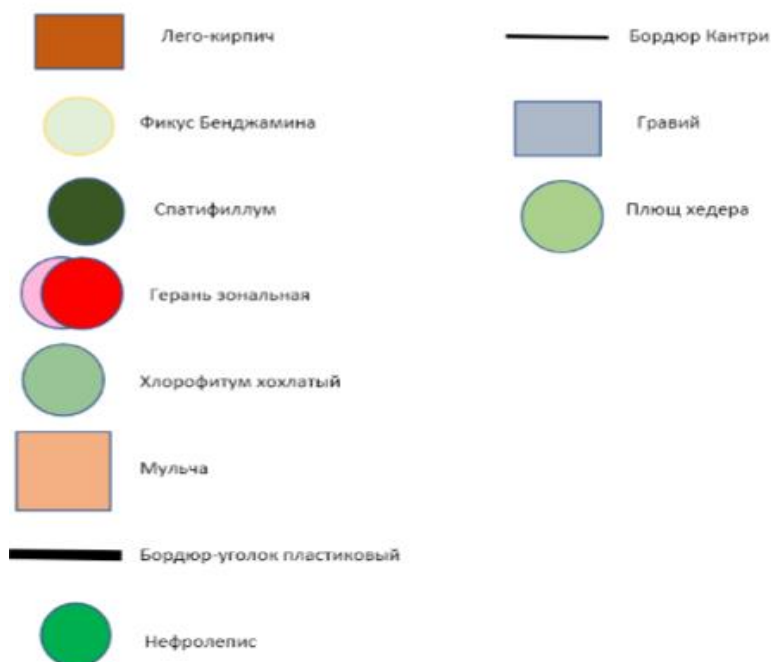 Лего-кирпич
Фикус Бенджамина
Спатифиллум
Герань зональная
Хлорофитум хохлатый
Мульча
Бордюр-уголок пластиковый
Нефролепис
Бордюр Кантри
Гравий
Плющ хедера